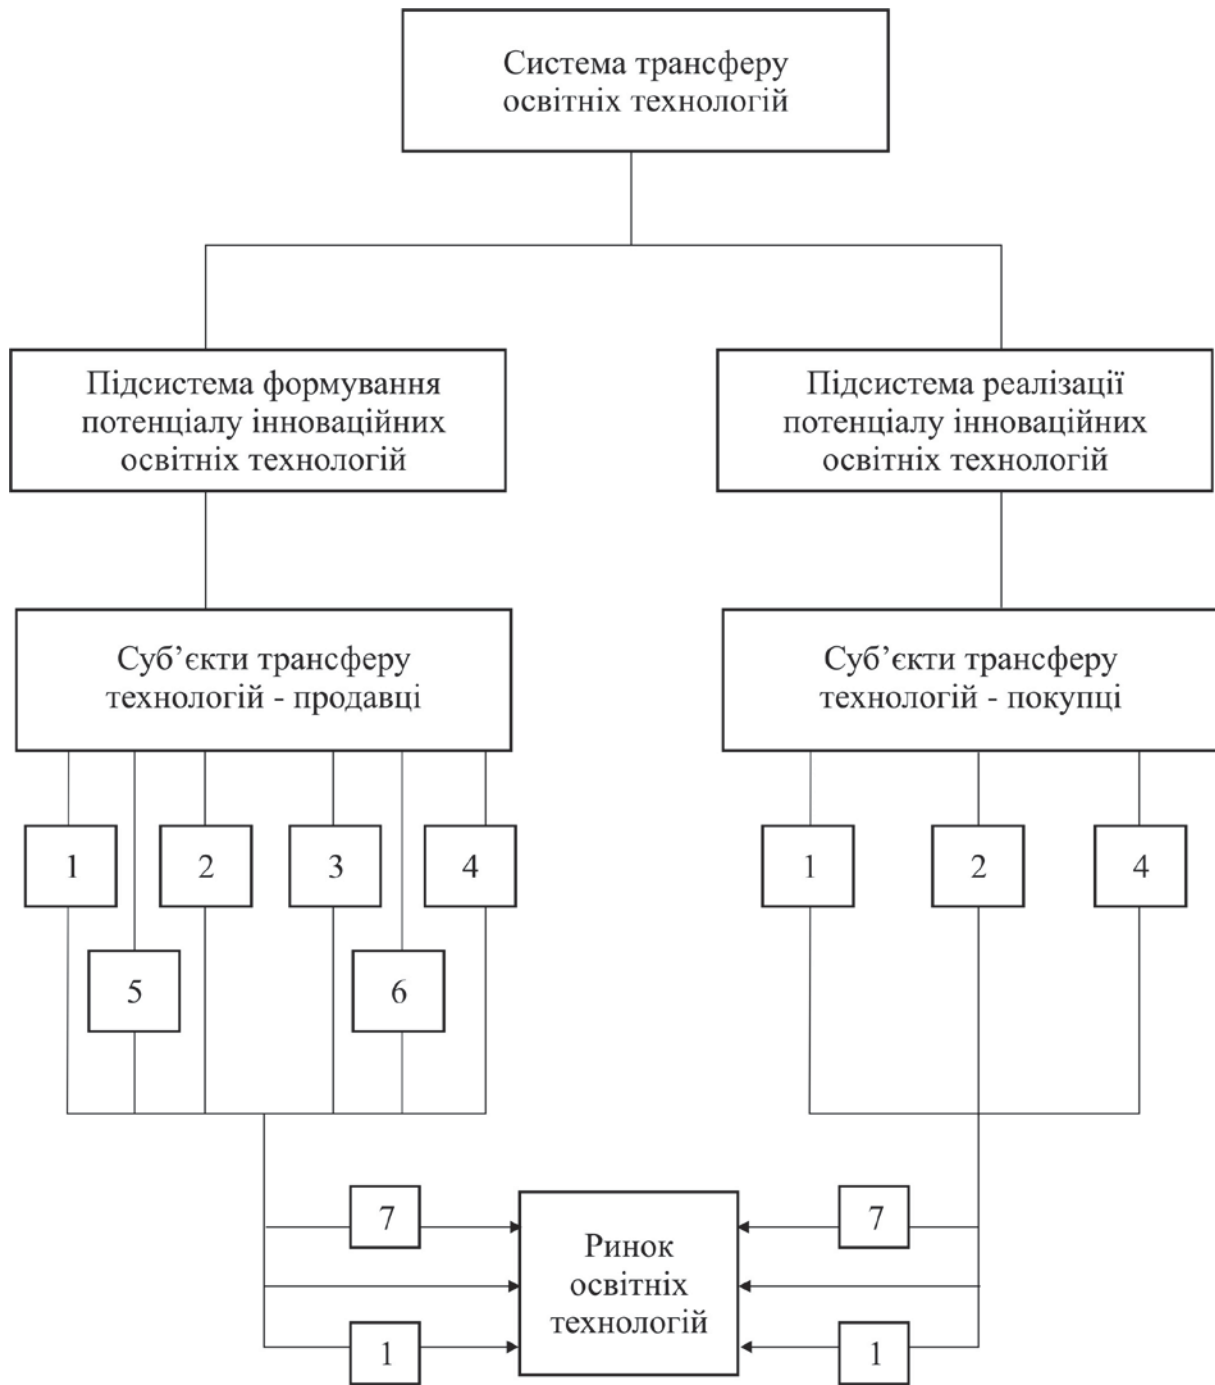 Система трансферу
освітніх технологій
Підсистема формування
потенціалу інноваційних
освітніх технологій
Підсистема реалізації
потенціалу інноваційних
освітніх технологій
Суб’єкти трансферу
технологій - продавці
Суб’єкти трансферу
технологій - покупці
1
2
3
4
1
2
4
5
6
7
7
Ринок
освітніх
технологій
1
1